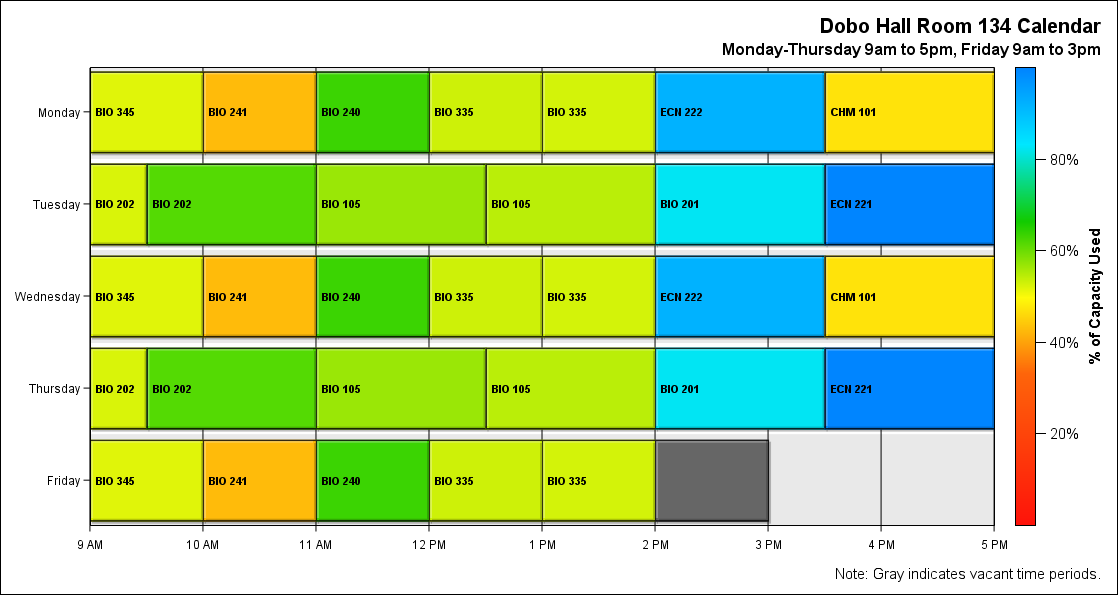 Dobo Hall Room 134 Calendar
Monday-Thursday 9am to 5pm, Friday 9am to 3pm
Monday
BIO 345 BIO 241 BIO 240 BIO 335 BIO 335 ECN 222 CHM 101
Tuesday
BIO 202 BIO 202 BIO 105 BIO 105 BIO 201 ECN 221
Wednesday
BIO 345 BIO 241 BIO 240 BIO 335 BIO 335 ECN 222 CHM 101
Thursday
BIO 202 BIO 202 BIO 105 BIO 105 BIO 201 ECN 221
Friday
BIO 345 BIO 241 BIO 240 BIO 335 BIO 335
9 AM 10 AM 11 AM 12 PM 1 PM 2 PM 3 PM 4 PM 5 PM
80%
60%
40%
20%
% of Capacity Used
Note: Gray indicates vacant time periods.